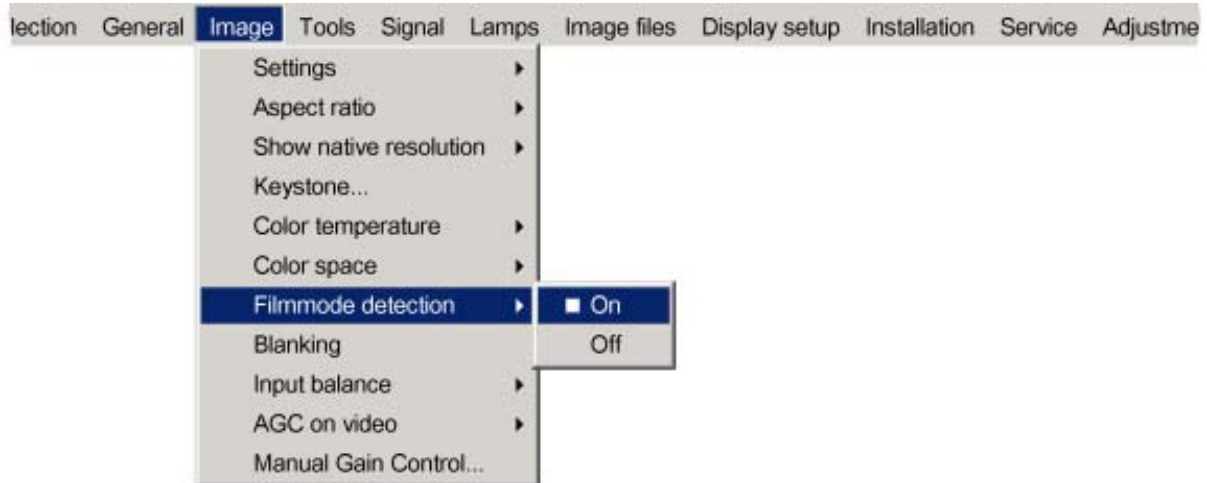 lection General Image Tools Signal Lamps Image files Display setup Installation Service Adjustme
Settings
Aspect ratio
Show native resolution
Keystone...
Color temperature
Color space
Filmmode detection
On
Blanking
Off
Input balance
AGC on video
Manual Gain Control...